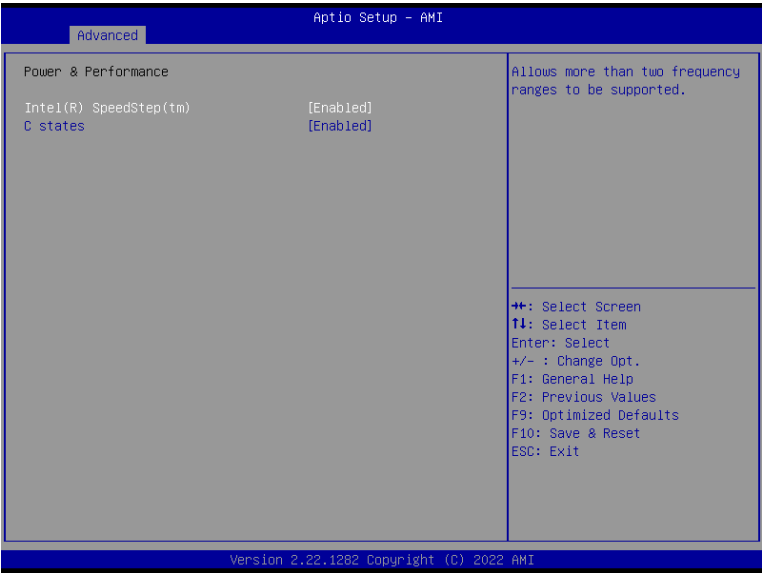 Aptio Setup – AMI
Advanced
Power & Performance
Intel(R) SpeedStep(tm) [Enabled]
C states [Enabled]
Allows more than two frequency
ranges to be supported.
→←: Select Screen
↑↓: Select Item
Enter: Select
+/- : Change Opt.
F1: General Help
F2: Previous Values
F9: Optimized Defaults
F10: Save & Reset
ESC: Exit
Version 2.22.1282 Copyright (C) 2022 AMI